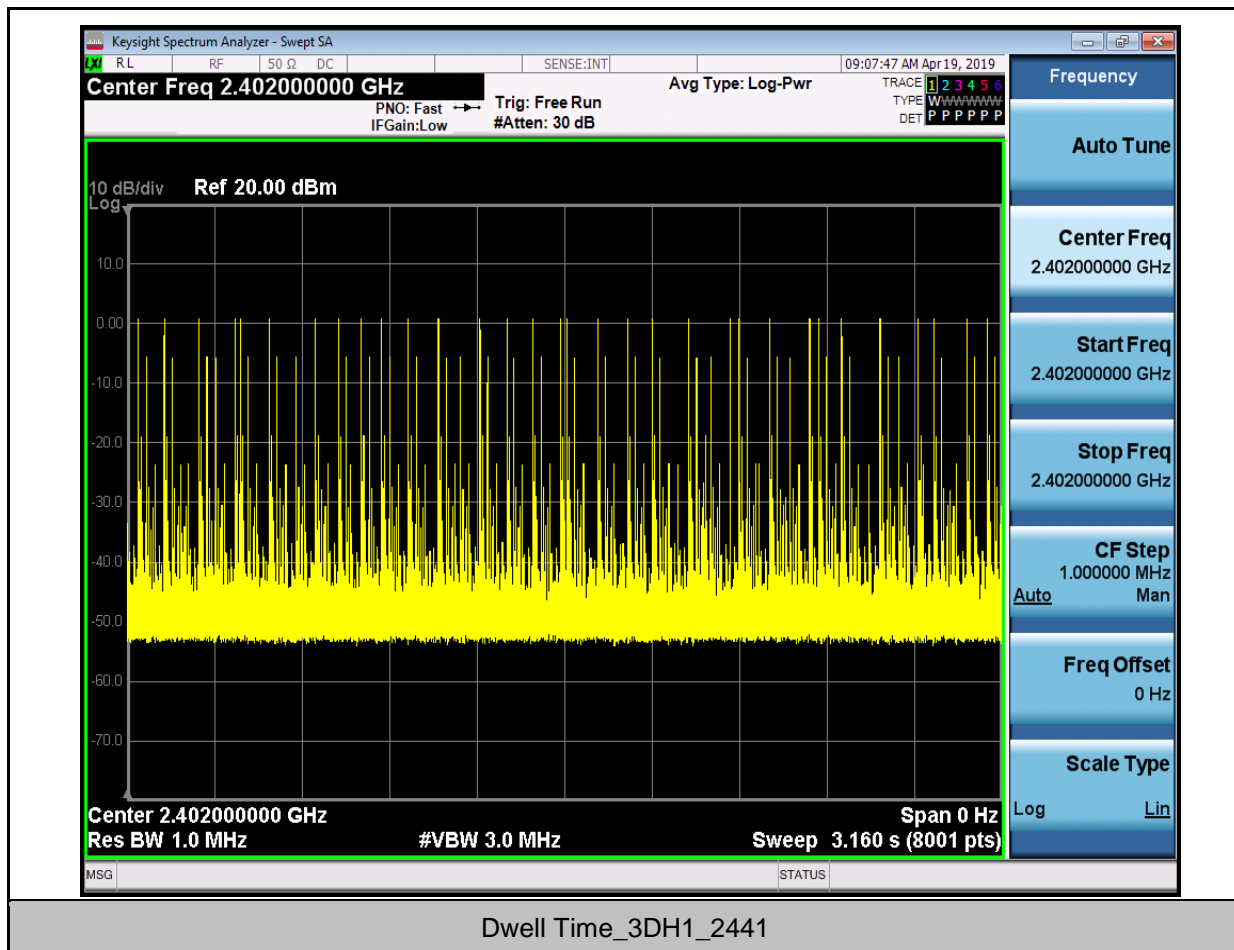 Keysight Spectrum Analyzer - Swept SA
LXI RL RF 50 Ω DC SENSE:INT 09:07:47 AM Apr 19, 2019
Center Freq 2.402000000 GHz
PNO: Fast
IFGain:Low
Trig: Free Run
#Atten: 30 dB
Avg Type: Log-Pwr
TRACE 1 2 3 4 5 6
TYPE WWWWWW
DET P P P P P P
10 dB/div Ref 20.00 dBm
Log
10.0
0.00
-10.0
-20.0
-30.0
-40.0
-50.0
-60.0
-70.0
Center 2.402000000 GHz Span 0 Hz
Res BW 1.0 MHz #VBW 3.0 MHz Sweep 3.160 s (8001 pts)
MSG STATUS
Frequency
Auto Tune
Center Freq
2.402000000 GHz
Start Freq
2.402000000 GHz
Stop Freq
2.402000000 GHz
CF Step
1.000000 MHz
Auto Man
Freq Offset
0 Hz
Scale Type
Log Lin
Dwell Time_3DH1_2441